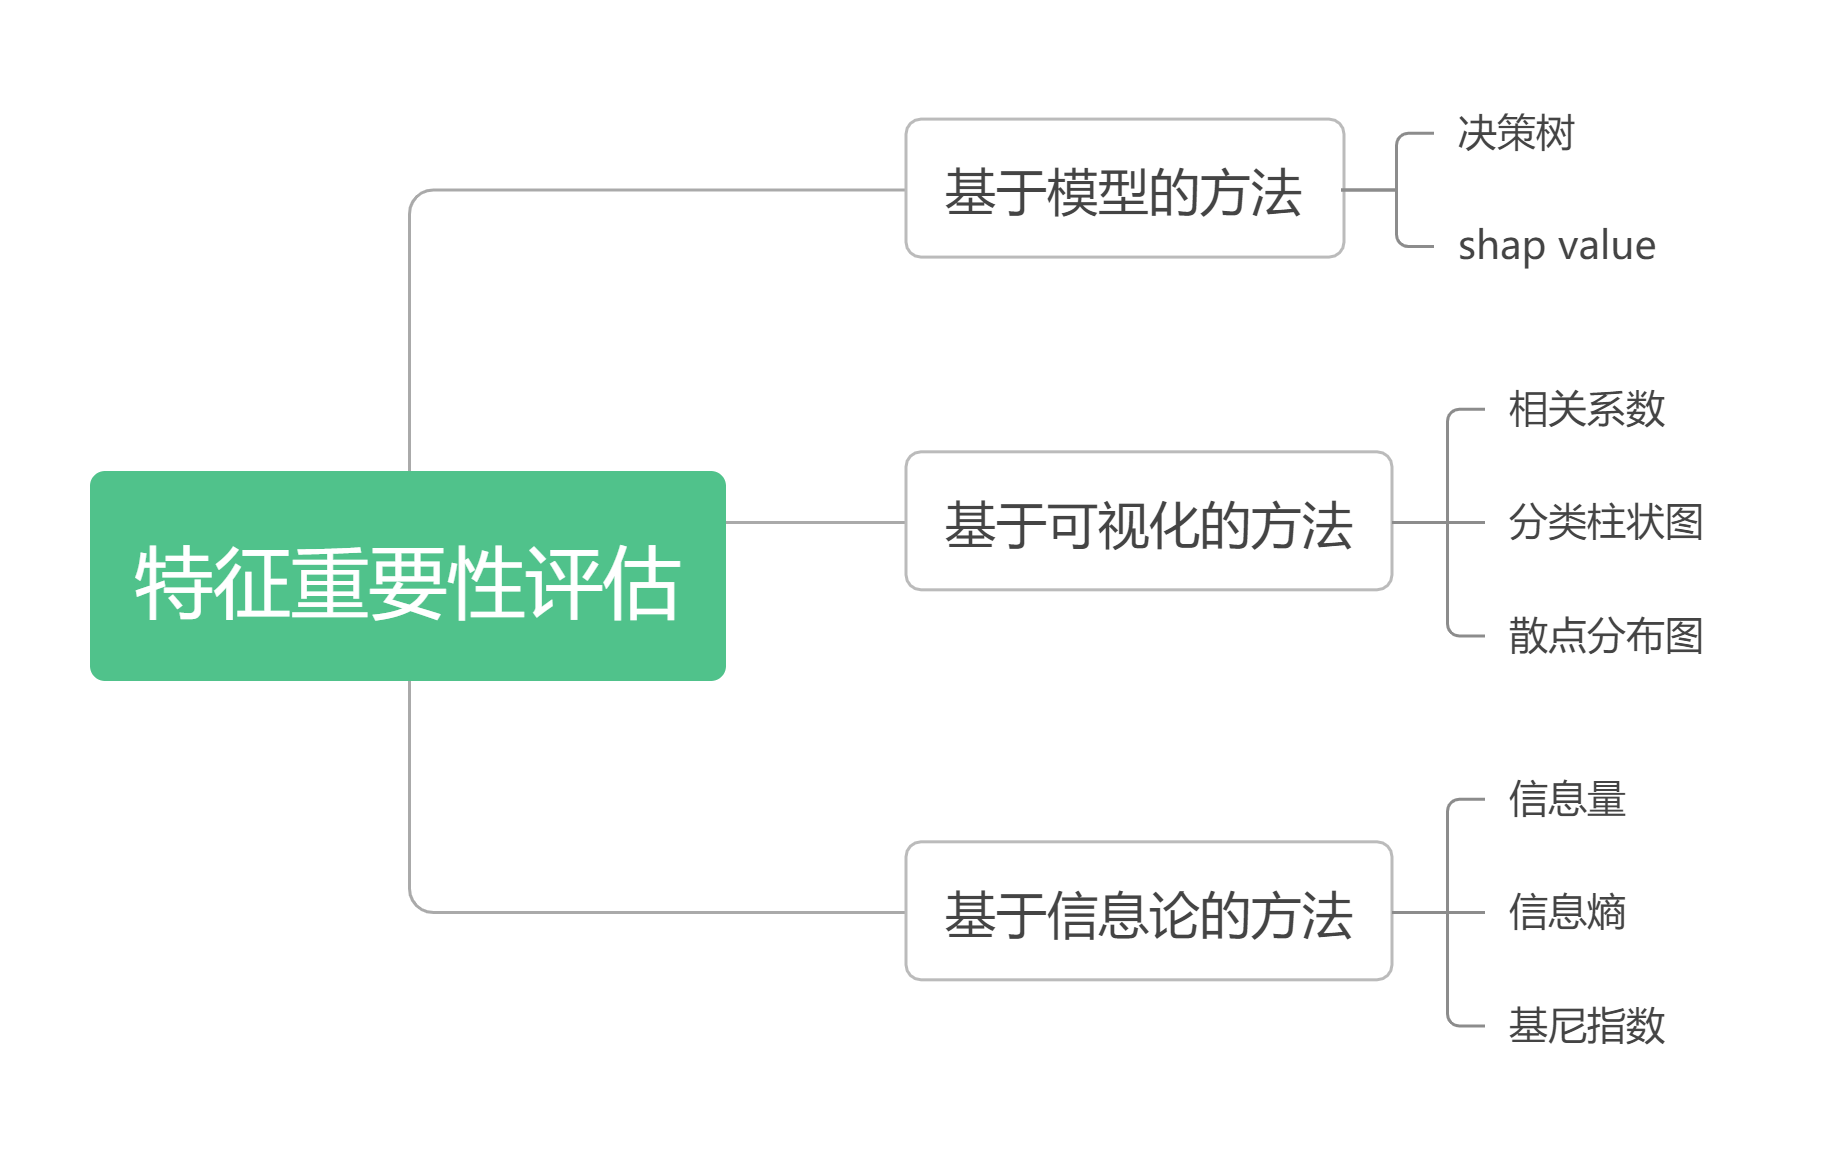 特征重要性评估
基于模型的方法
决策树
shap value
基于可视化的方法
相关系数
分类柱状图
散点分布图
基于信息论的方法
信息量
信息熵
基尼指数